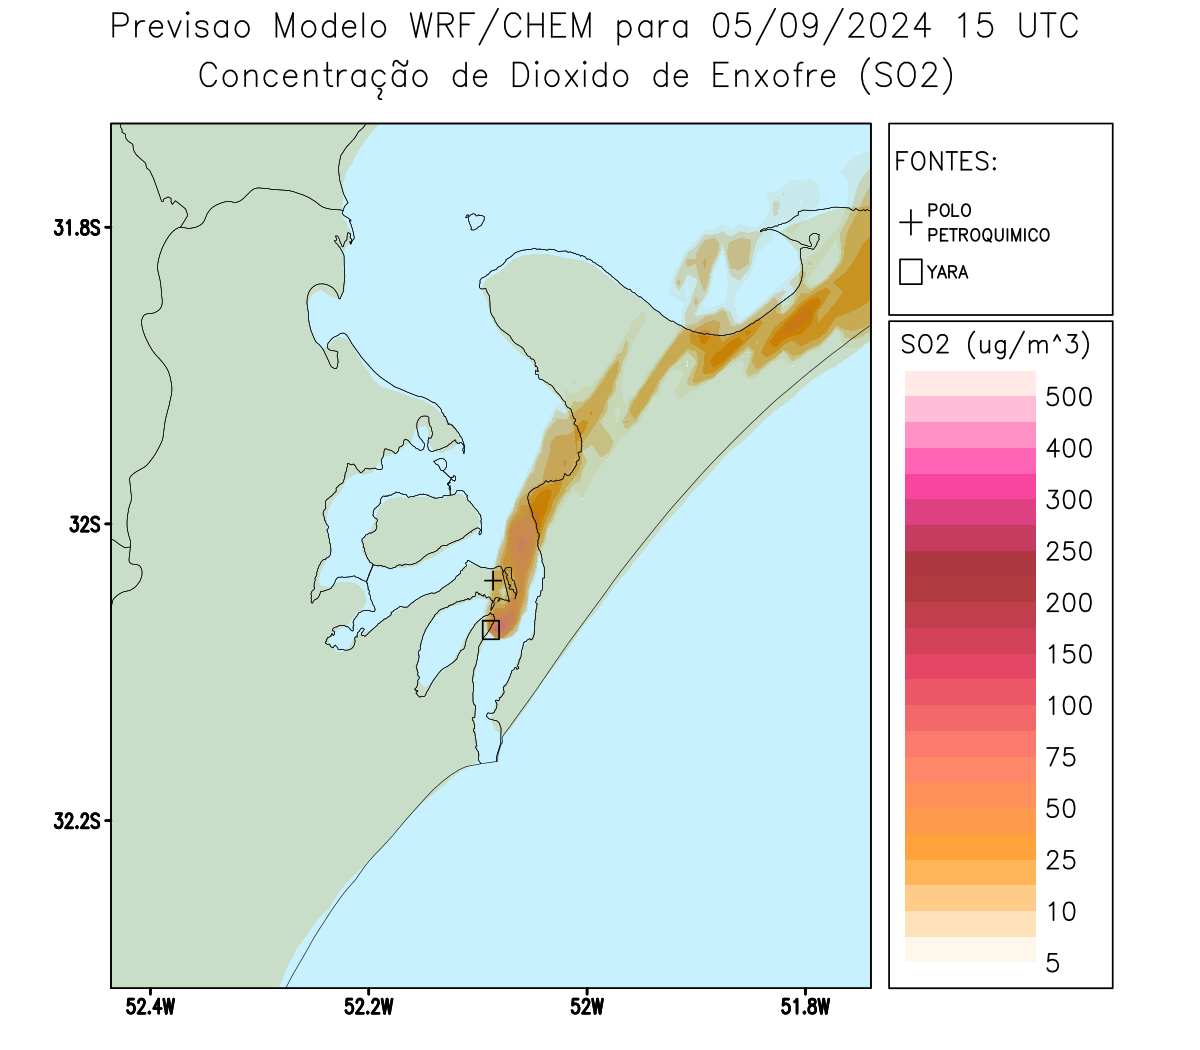 Previsao Modelo WRF/CHEM para 05/09/2024 15 UTC
Concentração de Dioxido de Enxofre (SO2)
FONTES:
POLO
PETROQUIMICO
YARA
31.8S
32S
32.2S
52.4W
52.2W
52W
51.8W
SO2 (ug/m^3)
500
400
300
250
200
150
100
75
50
25
10
5